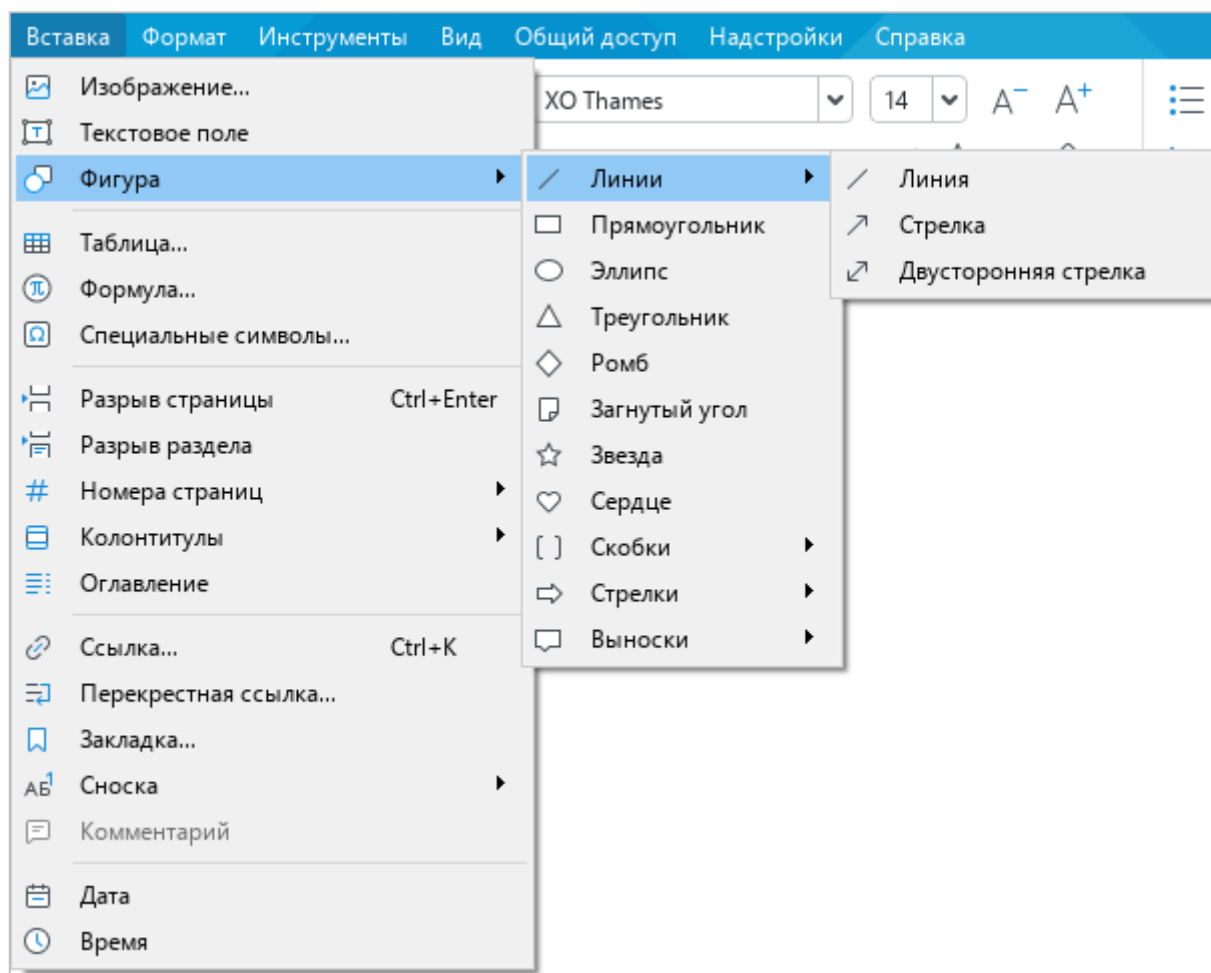 Вставка Формат Инструменты Вид Общий доступ Надстройки Справка
XO Thames 14 A− A+
Изображение...
Текстовое поле
Фигура
Таблица...
Формула...
Специальные символы...
Разрыв страницы Ctrl+Enter
Разрыв раздела
Номера страниц
Колонтитулы
Оглавление
Ссылка... Ctrl+K
Перекрестная ссылка...
Закладка...
АБ1 Сноска
Комментарий
Дата
Время
Линии
Прямоугольник
Эллипс
Треугольник
Ромб
Загнутый угол
Звезда
Сердце
Скобки
Стрелки
Выноски
Линия
Стрелка
Двусторонняя стрелка